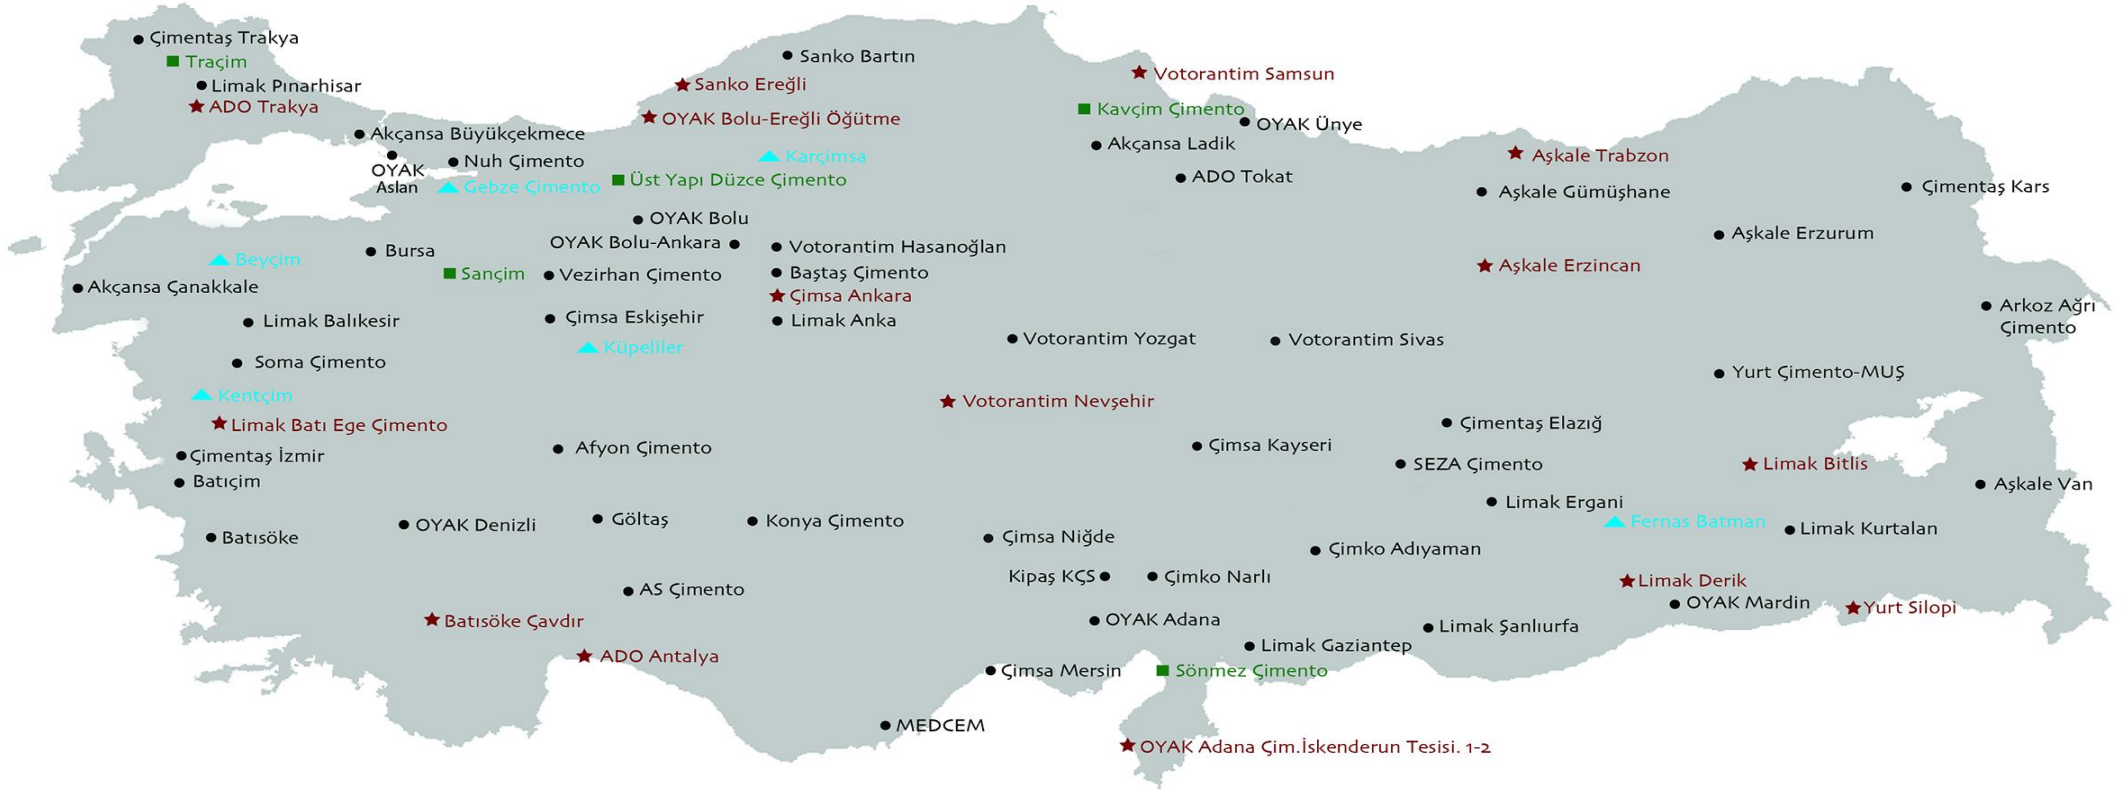 Çimentaş Trakya
Traçim
Limak Pınarhisar
ADO Trakya
Akçansa Büyükçekmece
OYAK
Aslan
Nuh Çimento
Gebze Çimento
Sanko Bartın
Sanko Ereğli
OYAK Bolu-Ereğli Öğütme
Karçimsa
Üst Yapı Düzce Çimento
Votorantim Samsun
Kavçim Çimento
OYAK Ünye
Akçansa Ladik
ADO Tokat
Aşkale Trabzon
Aşkale Gümüşhane
Çimentaş Kars
Aşkale Erzurum
Aşkale Erzincan
Arkoz Ağrı
Çimento
OYAK Bolu
OYAK Bolu-Ankara
Votorantim Hasanoğlan
Bursa
Beyçim
Sançim
Vezirhan Çimento
Baştaş Çimento
Akçansa Çanakkale
Çimsa Ankara
Limak Balıkesir
Çimsa Eskişehir
Limak Anka
Küpeliler
Votorantim Yozgat
Votorantim Sivas
Soma Çimento
Yurt Çimento-MUŞ
Kentçim
Votorantim Nevşehir
Limak Batı Ege Çimento
Çimentaş Elazığ
Afyon Çimento
Çimsa Kayseri
Çimentaş İzmir
SEZA Çimento
Limak Bitlis
Batıçim
Aşkale Van
Limak Ergani
OYAK Denizli
Göltaş
Konya Çimento
Fernas Batman
Limak Kurtalan
Batısöke
Çimsa Niğde
Çimko Adıyaman
Kipaş KÇS
Çimko Narlı
Limak Derik
AS Çimento
OYAK Mardin
Yurt Silopi
Batısöke Çavdır
OYAK Adana
Limak Şanlıurfa
Limak Gaziantep
ADO Antalya
Çimsa Mersin
Sönmez Çimento
MEDCEM
OYAK Adana Çim.İskenderun Tesisi. 1-2